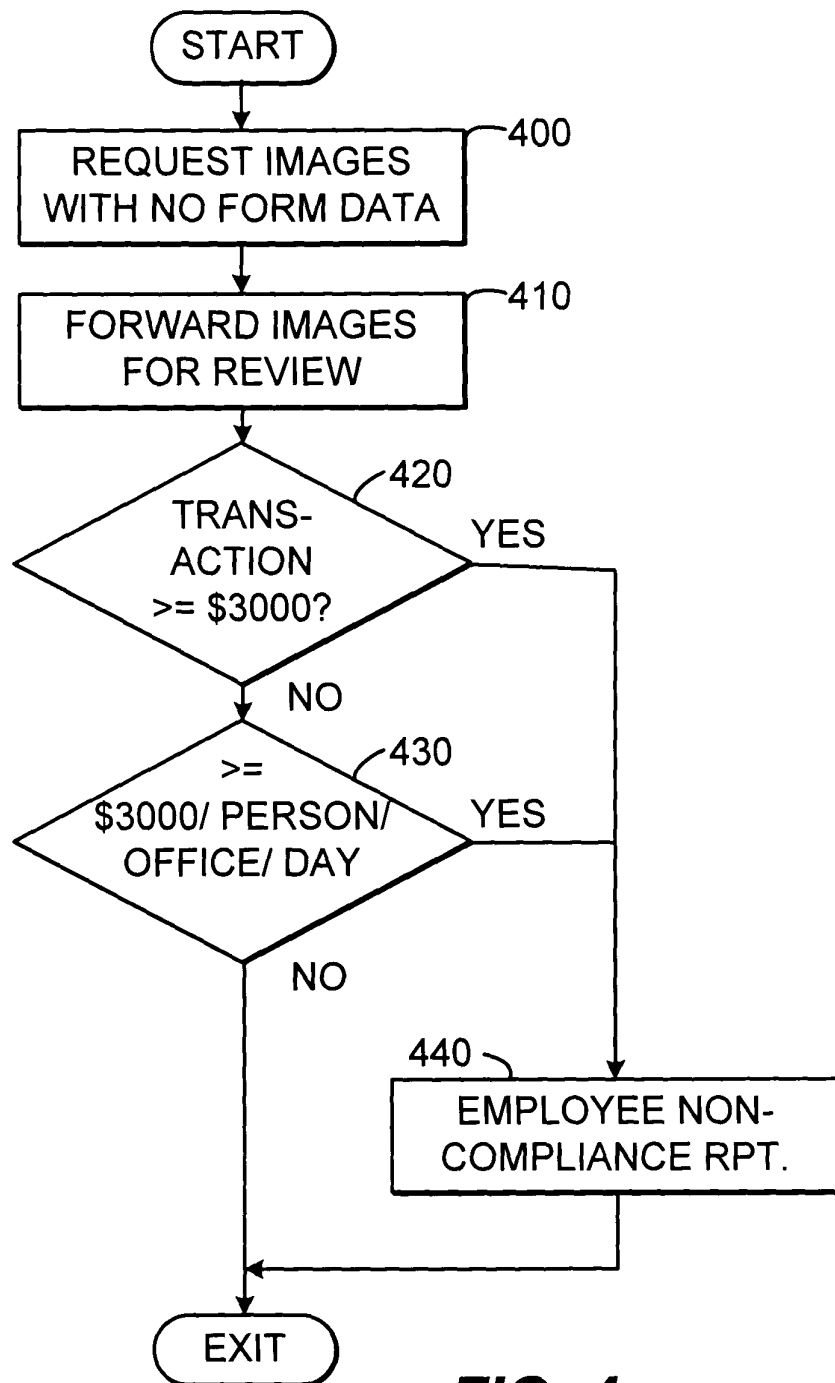 START
400
REQUEST IMAGES
WITH NO FORM DATA
410
FORWARD IMAGES
FOR REVIEW
420
TRANS-
ACTION
>= $3000?
YES
NO
430
>=
$3000/ PERSON/
OFFICE/ DAY
YES
NO
440
EMPLOYEE NON-
COMPLIANCE RPT.
EXIT